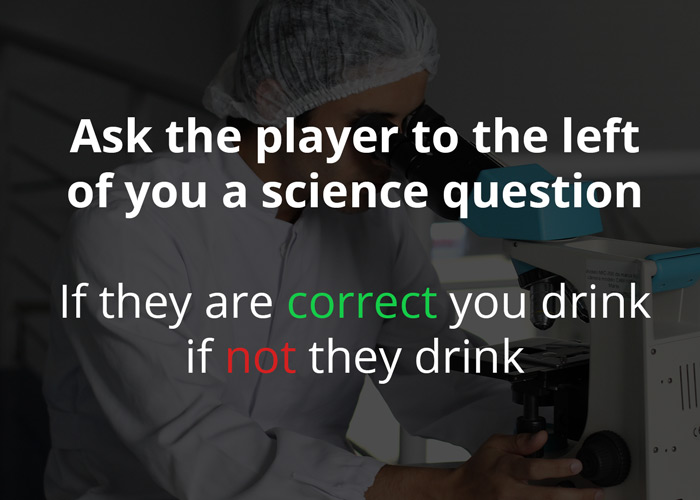 Ask the player to the left
of you a science question
If they are correct you drink
if not they drink